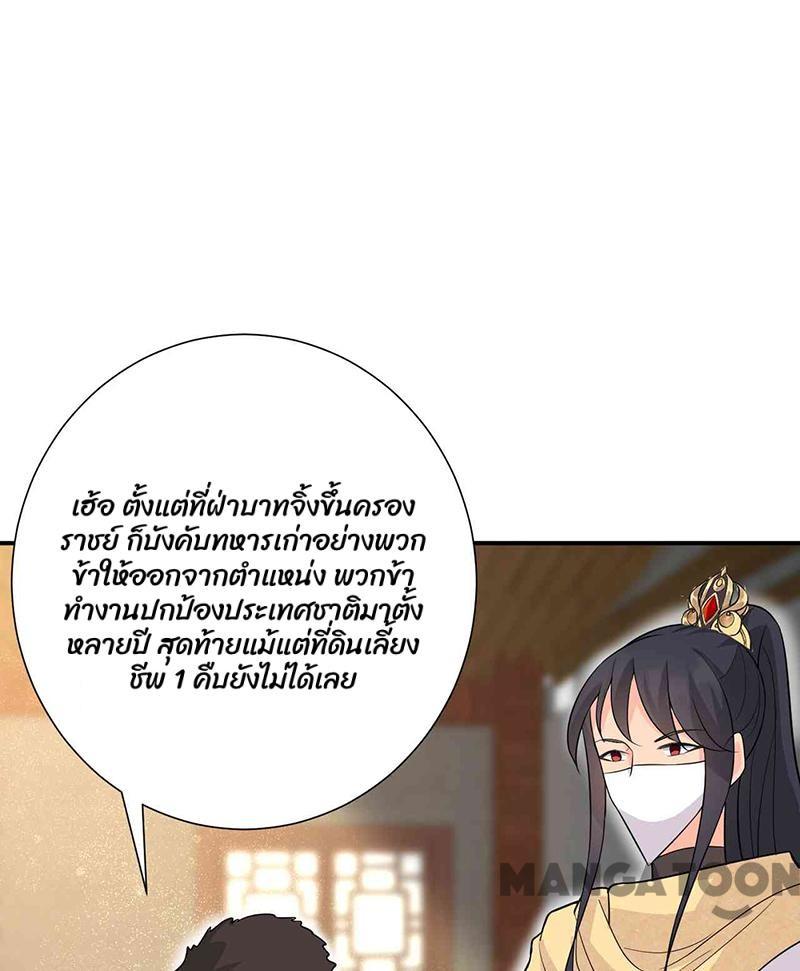 เฮ้อ ตั้งแต่ที่ฝ่าบาทจิ้งขึ้นครอง
ราชย์ ก็บังคับทหารเก่าอย่างพวก
ข้าให้ออกจากตำแหน่ง พวกข้า
ทำงานปกป้องประเทศชาติมาตั้ง
หลายปี สุดท้ายแม้แต่ที่ดินเลี้ยง
ชีพ 1 คืบยังไม่ได้เลย
MANGATOON